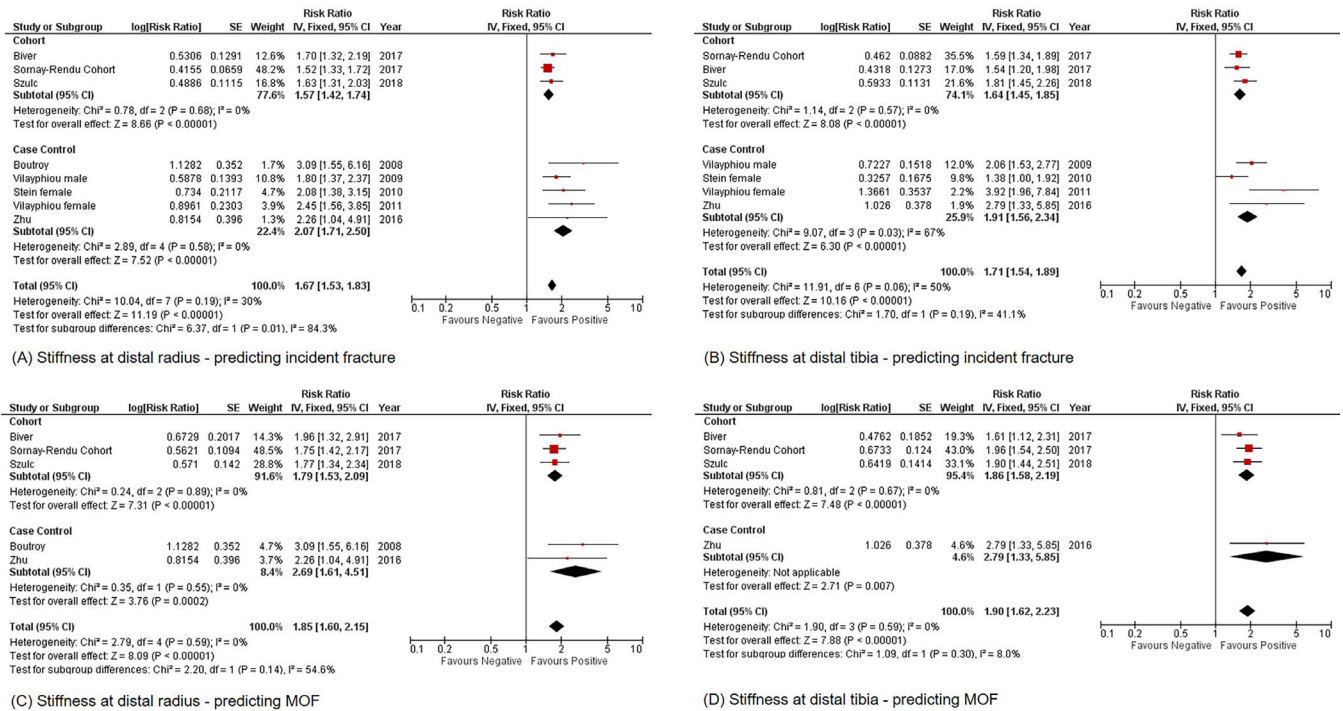 Risk Ratio Risk Ratio
Study or Subgroup log[Risk Ratio] SE Weight IV, Fixed, 95% CI Year IV, Fixed, 95% CI
Cohort
Biver 0.5306 0.1291 12.6% 1.70 [1.32, 2.19] 2017
Sornay-Rendu Cohort 0.4155 0.0659 48.2% 1.52 [1.33, 1.72] 2017
Szulc 0.4886 0.1115 16.8% 1.63 [1.31, 2.03] 2018
Subtotal (95% CI) 77.6% 1.57 [1.42, 1.74]
Heterogeneity: Chi² = 0.78, df = 2 (P = 0.68); I² = 0%
Test for overall effect: Z = 8.66 (P < 0.00001)
Case Control
Boutroy 1.1282 0.352 1.7% 3.09 [1.55, 6.16] 2008
Vilayphiou male 0.5878 0.1393 10.8% 1.80 [1.37, 2.37] 2009
Stein female 0.734 0.2117 4.7% 2.08 [1.38, 3.15] 2010
Vilayphiou female 0.8961 0.2303 3.9% 2.45 [1.56, 3.85] 2011
Zhu 0.8154 0.396 1.3% 2.26 [1.04, 4.91] 2016
Subtotal (95% CI) 22.4% 2.07 [1.71, 2.50]
Heterogeneity: Chi² = 2.89, df = 4 (P = 0.58); I² = 0%
Test for overall effect: Z = 7.52 (P < 0.00001)
Total (95% CI) 100.0% 1.67 [1.53, 1.83]
Heterogeneity: Chi² = 10.04, df = 7 (P = 0.19); I² = 30%
Test for overall effect: Z = 11.19 (P < 0.00001)
Test for subgroup differences: Chi² = 6.37, df = 1 (P = 0.01), I² = 84.3%
0.1 0.2 0.5 1 2 5 10
Favours Negative Favours Positive
(A) Stiffness at distal radius - predicting incident fracture
Risk Ratio Risk Ratio
Study or Subgroup log[Risk Ratio] SE Weight IV, Fixed, 95% CI Year IV, Fixed, 95% CI
Cohort
Sornay-Rendu Cohort 0.462 0.0882 35.5% 1.59 [1.34, 1.89] 2017
Biver 0.4318 0.1273 17.0% 1.54 [1.20, 1.98] 2017
Szulc 0.5933 0.1131 21.6% 1.81 [1.45, 2.26] 2018
Subtotal (95% CI) 74.1% 1.64 [1.45, 1.85]
Heterogeneity: Chi² = 1.14, df = 2 (P = 0.57); I² = 0%
Test for overall effect: Z = 8.08 (P < 0.00001)
Case Control
Vilayphiou male 0.7227 0.1518 12.0% 2.06 [1.53, 2.77] 2009
Stein female 0.3257 0.1675 9.8% 1.38 [1.00, 1.92] 2010
Vilayphiou female 1.3661 0.3537 2.2% 3.92 [1.96, 7.84] 2011
Zhu 1.026 0.378 1.9% 2.79 [1.33, 5.85] 2016
Subtotal (95% CI) 25.9% 1.91 [1.56, 2.34]
Heterogeneity: Chi² = 9.07, df = 3 (P = 0.03); I² = 67%
Test for overall effect: Z = 6.30 (P < 0.00001)
Total (95% CI) 100.0% 1.71 [1.54, 1.89]
Heterogeneity: Chi² = 11.91, df = 6 (P = 0.06); I² = 50%
Test for overall effect: Z = 10.16 (P < 0.00001)
Test for subgroup differences: Chi² = 1.70, df = 1 (P = 0.19), I² = 41.1%
0.1 0.2 0.5 1 2 5 10
Favours Negative Favours Positive
(B) Stiffness at distal tibia - predicting incident fracture
Risk Ratio Risk Ratio
Study or Subgroup log[Risk Ratio] SE Weight IV, Fixed, 95% CI Year IV, Fixed, 95% CI
Cohort
Biver 0.6729 0.2017 14.3% 1.96 [1.32, 2.91] 2017
Sornay-Rendu Cohort 0.5621 0.1094 48.5% 1.75 [1.42, 2.17] 2017
Szulc 0.571 0.142 28.8% 1.77 [1.34, 2.34] 2018
Subtotal (95% CI) 91.6% 1.79 [1.53, 2.09]
Heterogeneity: Chi² = 0.24, df = 2 (P = 0.89); I² = 0%
Test for overall effect: Z = 7.31 (P < 0.00001)
Case Control
Boutroy 1.1282 0.352 4.7% 3.09 [1.55, 6.16] 2008
Zhu 0.8154 0.396 3.7% 2.26 [1.04, 4.91] 2016
Subtotal (95% CI) 8.4% 2.69 [1.61, 4.51]
Heterogeneity: Chi² = 0.35, df = 1 (P = 0.55); I² = 0%
Test for overall effect: Z = 3.76 (P = 0.0002)
Total (95% CI) 100.0% 1.85 [1.60, 2.15]
Heterogeneity: Chi² = 2.79, df = 4 (P = 0.59); I² = 0%
Test for overall effect: Z = 8.09 (P < 0.00001)
Test for subgroup differences: Chi² = 2.20, df = 1 (P = 0.14), I² = 54.6%
0.1 0.2 0.5 1 2 5 10
Favours Negative Favours Positive
(C) Stiffness at distal radius - predicting MOF
Risk Ratio Risk Ratio
Study or Subgroup log[Risk Ratio] SE Weight IV, Fixed, 95% CI Year IV, Fixed, 95% CI
Cohort
Biver 0.4762 0.1852 19.3% 1.61 [1.12, 2.31] 2017
Sornay-Rendu Cohort 0.6733 0.124 43.0% 1.96 [1.54, 2.50] 2017
Szulc 0.6419 0.1414 33.1% 1.90 [1.44, 2.51] 2018
Subtotal (95% CI) 95.4% 1.86 [1.58, 2.19]
Heterogeneity: Chi² = 0.81, df = 2 (P = 0.67); I² = 0%
Test for overall effect: Z = 7.48 (P < 0.00001)
Case Control
Zhu 1.026 0.378 4.6% 2.79 [1.33, 5.85] 2016
Subtotal (95% CI) 4.6% 2.79 [1.33, 5.85]
Heterogeneity: Not applicable
Test for overall effect: Z = 2.71 (P = 0.007)
Total (95% CI) 100.0% 1.90 [1.62, 2.23]
Heterogeneity: Chi² = 1.90, df = 3 (P = 0.59); I² = 0%
Test for overall effect: Z = 7.88 (P < 0.00001)
Test for subgroup differences: Chi² = 1.09, df = 1 (P = 0.30), I² = 8.0%
0.1 0.2 0.5 1 2 5 10
Favours Negative Favours Positive
(D) Stiffness at distal tibia - predicting MOF